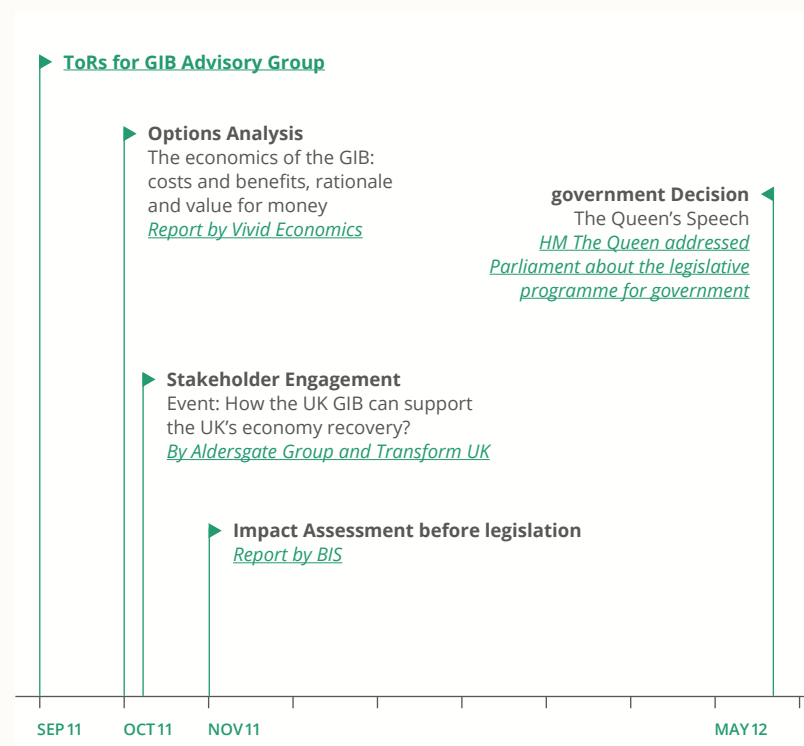 ToRs for GIB Advisory Group
Options Analysis
The economics of the GIB:
costs and benefits, rationale
and value for money
Report by Vivid Economics
government Decision
The Queen’s Speech
HM The Queen addressed
Parliament about the legislative
programme for government
Stakeholder Engagement
Event: How the UK GIB can support
the UK’s economy recovery?
By Aldersgate Group and Transform UK
Impact Assessment before legislation
Report by BIS
SEP 11 OCT 11 NOV 11 MAY 12